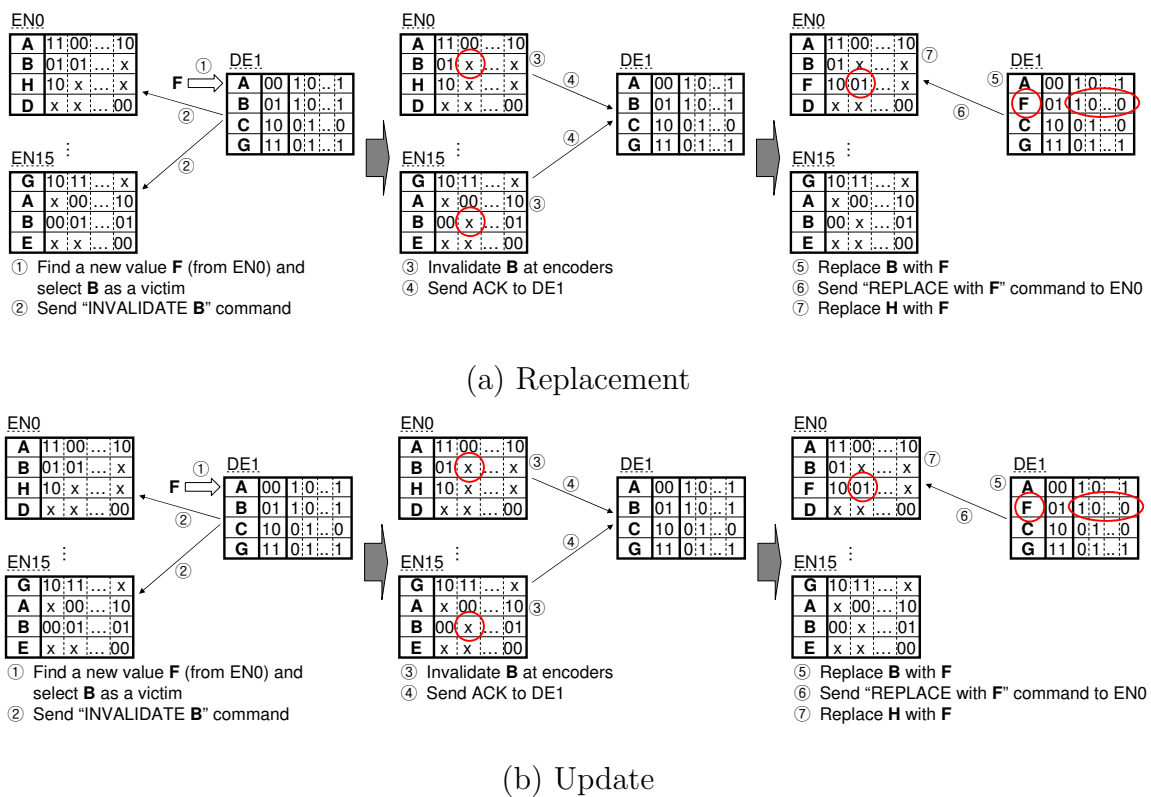 EN0
A 11 00 ... 10
B 01 01 ... x
H 10 x ... x
D x x ... 00
F ①
DE1
A 00 1 0 .. 1
B 01 1 0 .. 1
C 10 0 1 .. 0
G 11 0 1 .. 1
②
②
EN15 ⋮
G 10 11 ... x
A x 00 ... 10
B 00 01 ... 01
E x x ... 00
① Find a new value F (from EN0) and
select B as a victim
② Send “INVALIDATE B” command
EN0
A 11 00 ... 10
B 01 x ... x
H 10 x ... x
D x x ... 00
③
④
DE1
A 00 1 0 .. 1
B 01 1 0 .. 1
C 10 0 1 .. 0
G 11 0 1 .. 1
④
EN15 ⋮
G 10 11 ... x
A x 00 ... 10
B 00 x ... 01
E x x ... 00
③
③ Invalidate B at encoders
④ Send ACK to DE1
EN0
A 11 00 ... 10
B 01 x ... x
F 10 01 ... x
D x x ... 00
⑦
⑥
⑤
DE1
A 00 1 0 .. 1
F 01 1 0 .. 0
C 10 0 1 .. 0
G 11 0 1 .. 1
EN15 ⋮
G 10 11 ... x
A x 00 ... 10
B 00 x ... 01
E x x ... 00
⑤ Replace B with F
⑥ Send “REPLACE with F” command to EN0
⑦ Replace H with F
(a) Replacement
EN0
A 11 00 ... 10
B 01 01 ... x
H 10 x ... x
D x x ... 00
F ①
DE1
A 00 1 0 .. 1
B 01 1 0 .. 1
C 10 0 1 .. 0
G 11 0 1 .. 1
②
②
EN15 ⋮
G 10 11 ... x
A x 00 ... 10
B 00 01 ... 01
E x x ... 00
① Find a new value F (from EN0) and
select B as a victim
② Send “INVALIDATE B” command
EN0
A 11 00 ... 10
B 01 x ... x
H 10 x ... x
D x x ... 00
③
④
DE1
A 00 1 0 .. 1
B 01 1 0 .. 1
C 10 0 1 .. 0
G 11 0 1 .. 1
④
EN15 ⋮
G 10 11 ... x
A x 00 ... 10
B 00 x ... 01
E x x ... 00
③
③ Invalidate B at encoders
④ Send ACK to DE1
EN0
A 11 00 ... 10
B 01 x ... x
F 10 01 ... x
D x x ... 00
⑦
⑥
⑤
DE1
A 00 1 0 .. 1
F 01 1 0 .. 0
C 10 0 1 .. 0
G 11 0 1 .. 1
EN15 ⋮
G 10 11 ... x
A x 00 ... 10
B 00 x ... 01
E x x ... 00
⑤ Replace B with F
⑥ Send “REPLACE with F” command to EN0
⑦ Replace H with F
(b) Update